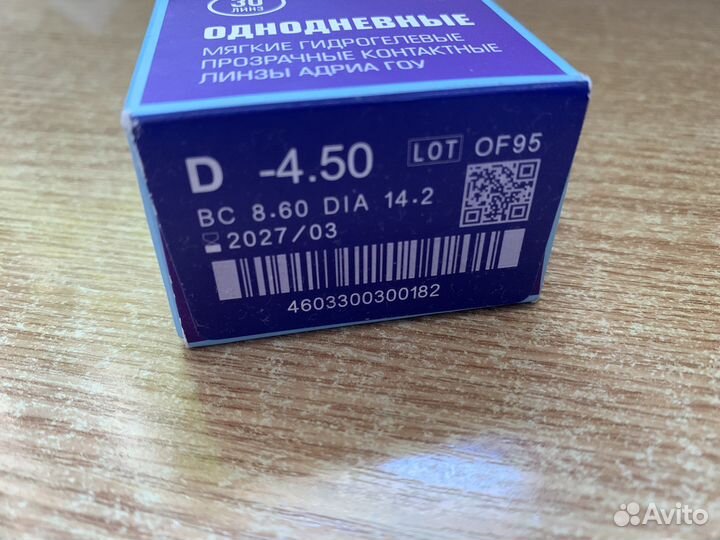 30
ЛИНЗ
ОДНОДНЕВНЫЕ
МЯГКИЕ ГИДРОГЕЛЕВЫЕ
ПРОЗРАЧНЫЕ КОНТАКТНЫЕ
ЛИНЗЫ АДРИА ГОУ
D -4.50 LOT OF95
BC 8.60 DIA 14.2
2027/03
4603300300182
Avito